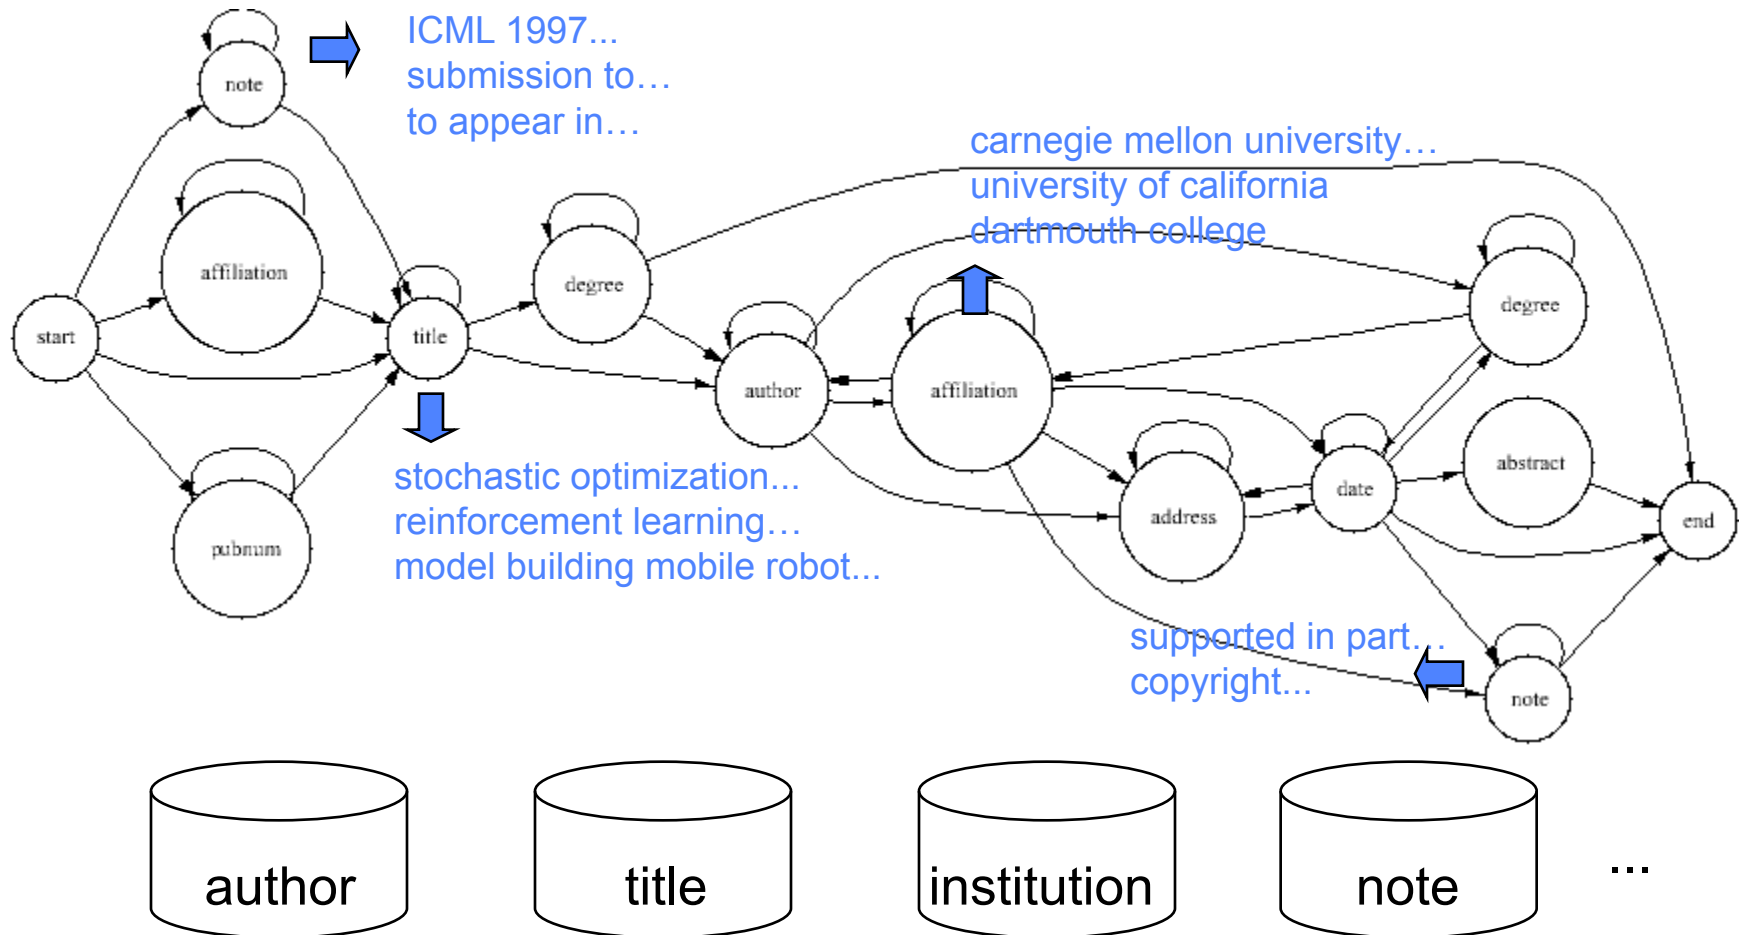 ICML 1997...
submission to…
to appear in…
note
carnegie mellon university…
university of california
dartmouth college
affiliation
degree
degree
start
title
author
affiliation
stochastic optimization...
reinforcement learning…
model building mobile robot...
abstract
date
address
end
pubnum
supported in part…
copyright...
note
author
title
institution
note
...